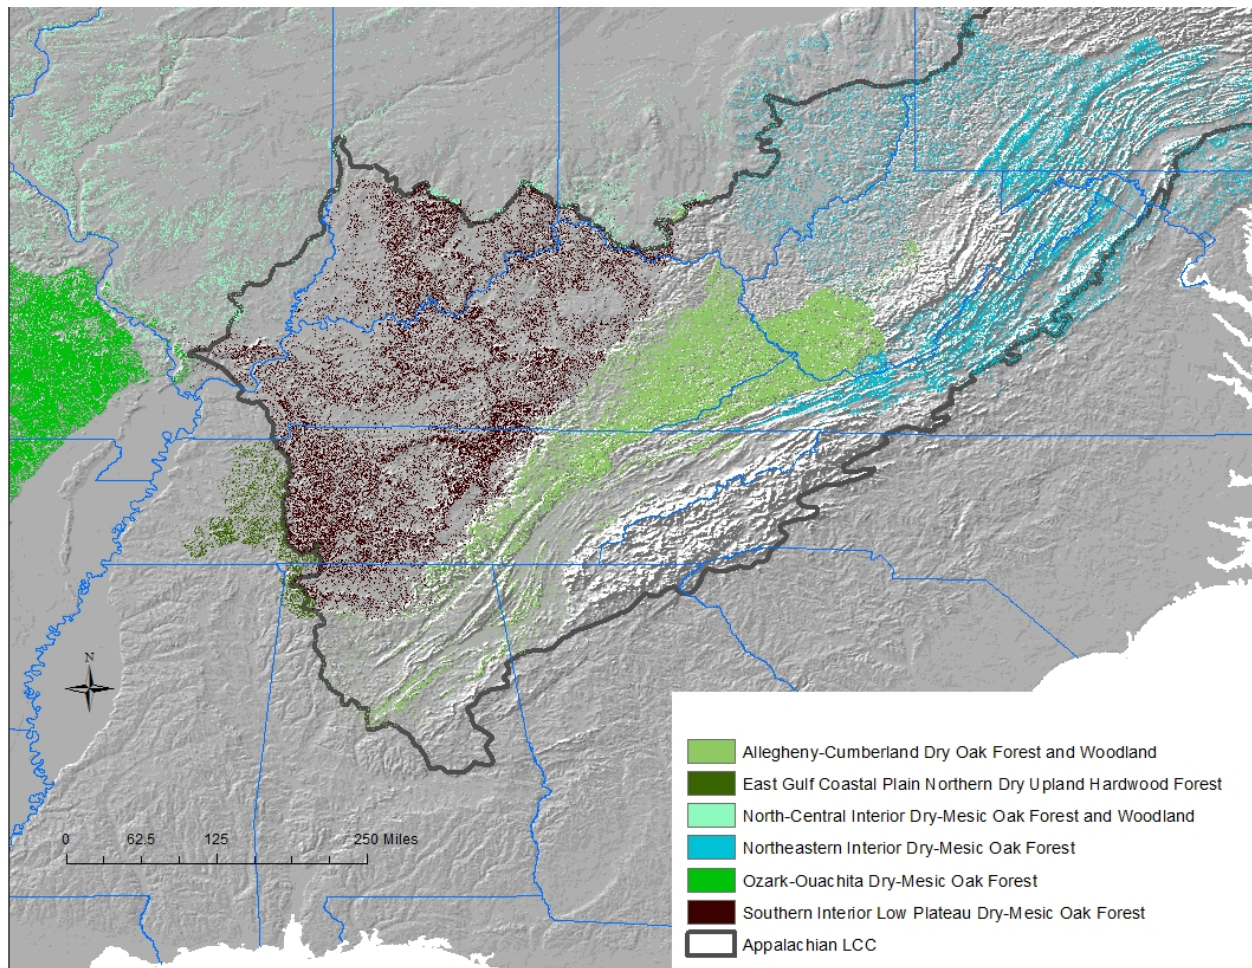 N
0 62.5 125 250 Miles
Allegheny-Cumberland Dry Oak Forest and Woodland
East Gulf Coastal Plain Northern Dry Upland Hardwood Forest
North-Central Interior Dry-Mesic Oak Forest and Woodland
Northeastern Interior Dry-Mesic Oak Forest
Ozark-Ouachita Dry-Mesic Oak Forest
Southern Interior Low Plateau Dry-Mesic Oak Forest
Appalachian LCC